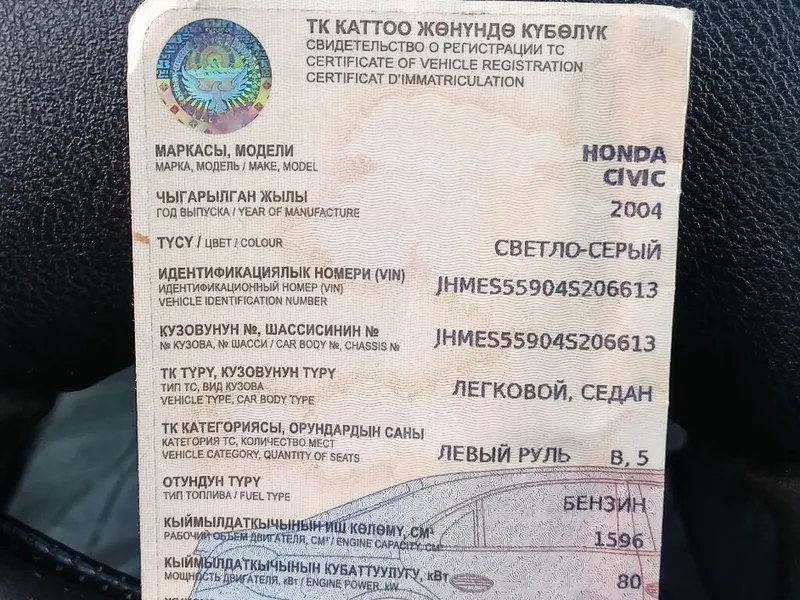 ТК КАТТОО ЖӨНҮНДӨ КҮБӨЛҮК
СВИДЕТЕЛЬСТВО О РЕГИСТРАЦИИ ТС
CERTIFICATE OF VEHICLE REGISTRATION
CERTIFICAT D'IMMATRICULATION
МАРКАСЫ, МОДЕЛИ
МАРКА, МОДЕЛЬ / MAKE, MODEL
HONDA
CIVIC
ЧЫГАРЫЛГАН ЖЫЛЫ
ГОД ВЫПУСКА / YEAR OF MANUFACTURE
2004
ТҮСҮ / ЦВЕТ / COLOUR
СВЕТЛО-СЕРЫЙ
ИДЕНТИФИКАЦИЯЛЫК НОМЕРИ (VIN)
ИДЕНТИФИКАЦИОННЫЙ НОМЕР (VIN)
VEHICLE IDENTIFICATION NUMBER
JHMES55904S206613
КУЗОВУНУН №, ШАССИСИНИН №
№ КУЗОВА, № ШАССИ / CAR BODY №, CHASSIS №
JHMES55904S206613
ТК ТҮРҮ, КУЗОВУНУН ТҮРҮ
ТИП ТС, ВИД КУЗОВА
VEHICLE TYPE, CAR BODY TYPE
ЛЕГКОВОЙ, СЕДАН
ТК КАТЕГОРИЯСЫ, ОРУНДАРДЫН САНЫ
КАТЕГОРИЯ ТС, КОЛИЧЕСТВО МЕСТ
VEHICLE CATEGORY, QUANTITY OF SEATS
ЛЕВЫЙ РУЛЬ B, 5
ОТУНДУН ТҮРҮ
ТИП ТОПЛИВА / FUEL TYPE
БЕНЗИН
КЫЙМЫЛДАТКЫЧЫНЫН ИШ КӨЛӨМҮ, СМ³
РАБОЧИЙ ОБЪЕМ ДВИГАТЕЛЯ, СМ³ / ENGINE CAPACITY, CM³
1596
КЫЙМЫЛДАТКЫЧЫНЫН КУБАТТУУЛУГУ, кВт
МОЩНОСТЬ ДВИГАТЕЛЯ, кВт / ENGINE POWER, kW
80